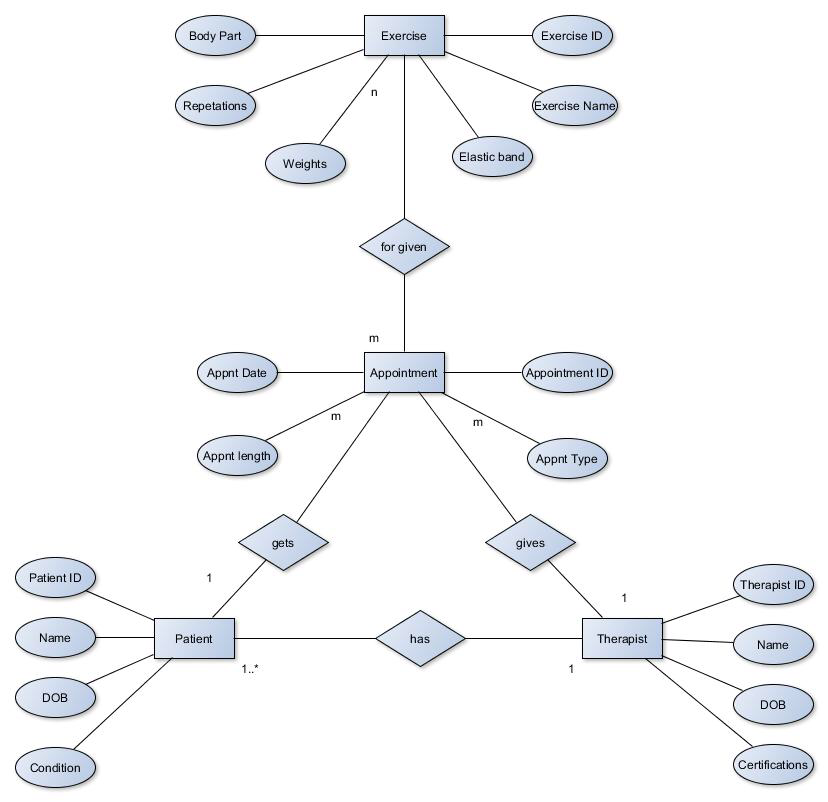 Body Part
Exercise
Exercise ID
Repetations
n
Exercise Name
Weights
Elastic band
for given
m
Appnt Date
Appointment
Appointment ID
m
m
Appnt length
Appnt Type
gets
gives
Patient ID
1
1
Therapist ID
Name
Patient
has
Therapist
Name
1..*
1
DOB
DOB
Condition
Certifications